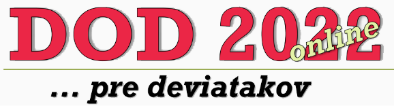 DOD 2022
online
... pre deviatakov